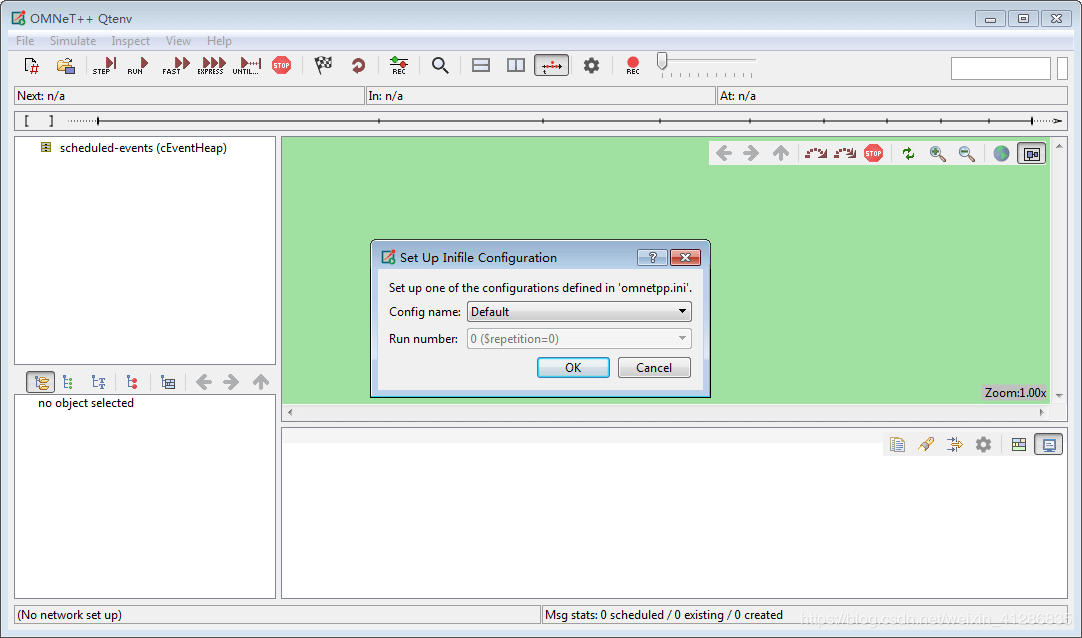 OMNeT++ Qtenv
File Simulate Inspect View Help
STEP RUN FAST EXPRESS UNTIL... STOP REC REC
Next: n/a In: n/a At: n/a
[ ]
scheduled-events (cEventHeap)
STOP
Set Up Inifile Configuration
?
Set up one of the configurations defined in 'omnetpp.ini'.
Config name: Default
Run number: 0 ($repetition=0)
OK Cancel
Zoom:1.00x
no object selected
(No network set up) Msg stats: 0 scheduled / 0 existing / 0 created
https://blog.csdn.net/weixin_41286835